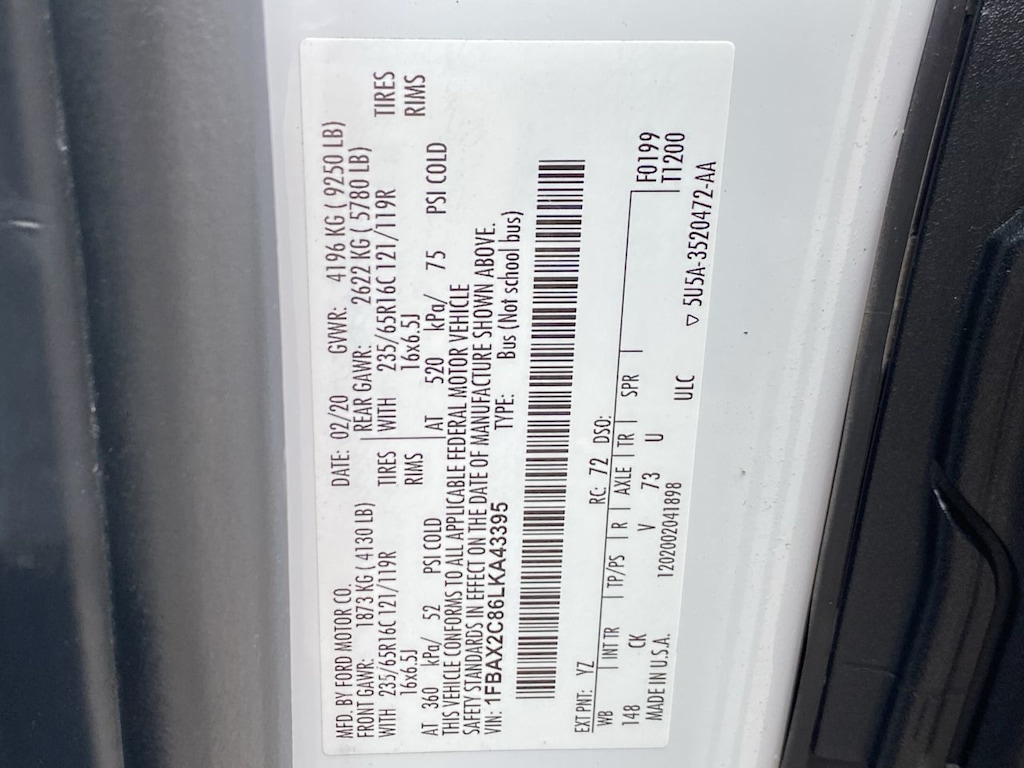 MFD. BY FORD MOTOR CO. DATE: 02/20 GVWR: 4196 KG ( 9250 LB)
FRONT GAWR: 1873 KG ( 4130 LB) REAR GAWR: 2622 KG ( 5780 LB)
WITH 235/65R16C 121/119R TIRES WITH 235/65R16C 121/119R TIRES
16x6.5J RIMS 16x6.5J RIMS
AT 360 kPa/ 52 PSI COLD AT 520 kPa/ 75 PSI COLD
THIS VEHICLE CONFORMS TO ALL APPLICABLE FEDERAL MOTOR VEHICLE
SAFETY STANDARDS IN EFFECT ON THE DATE OF MANUFACTURE SHOWN ABOVE.
VIN: 1FBAX2C86LKA43395 TYPE: Bus (Not school bus)
EXT PNT: YZ RC: 72 DSO:
WB INT TR TP/PS R AXLE TR SPR F0199
148 CK V 73 U T1200
MADE IN U.S.A. 120200204189​8 ULC ▽ 5U5A-3520472-AA